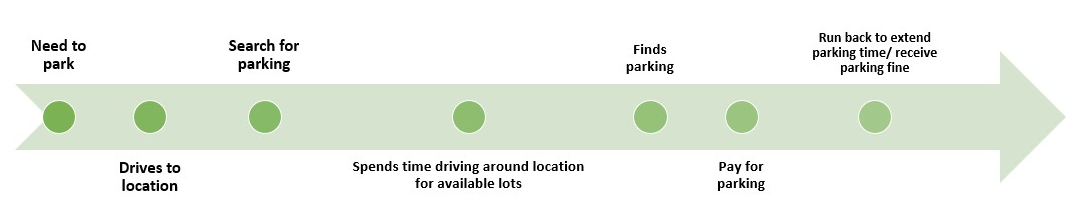 Need to
park
Drives to
location
Search for
parking
Spends time driving around location
for available lots
Finds
parking
Pay for
parking
Run back to extend
parking time/ receive
parking fine